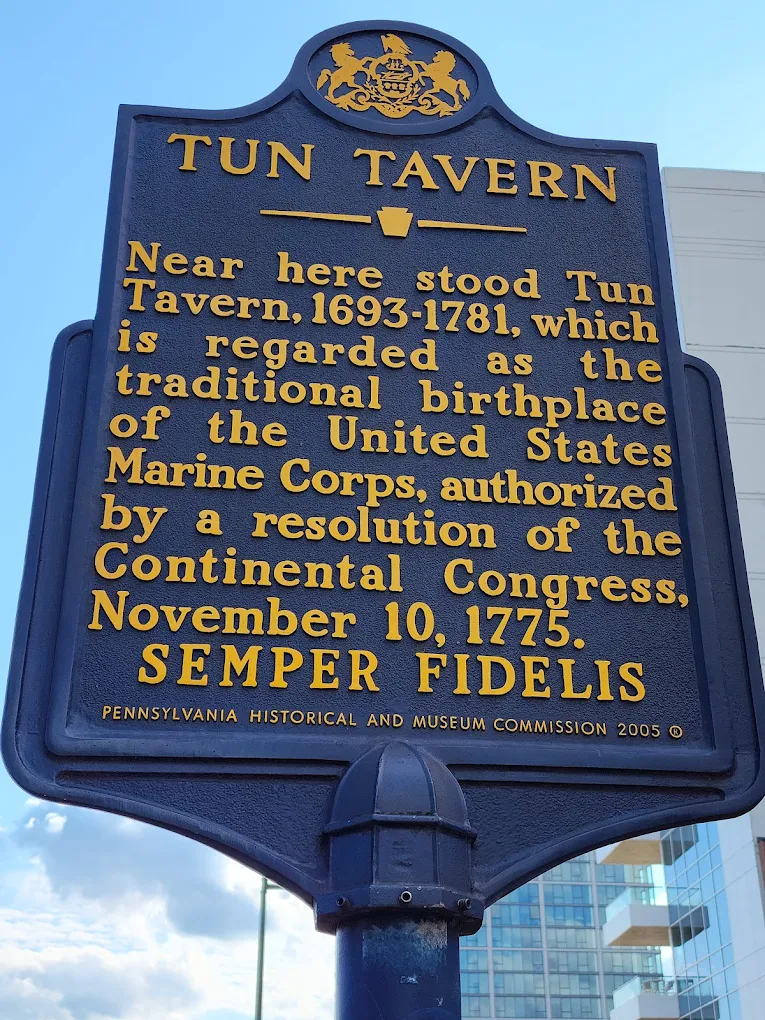 TUN TAVERN
Near here stood Tun
Tavern, 1693-1781, which
is regarded as the
traditional birthplace
of the United States
Marine Corps, authorized
by a resolution of the
Continental Congress,
November 10, 1775.
SEMPER FIDELIS
PENNSYLVANIA HISTORICAL AND MUSEUM COMMISSION 2005 ®